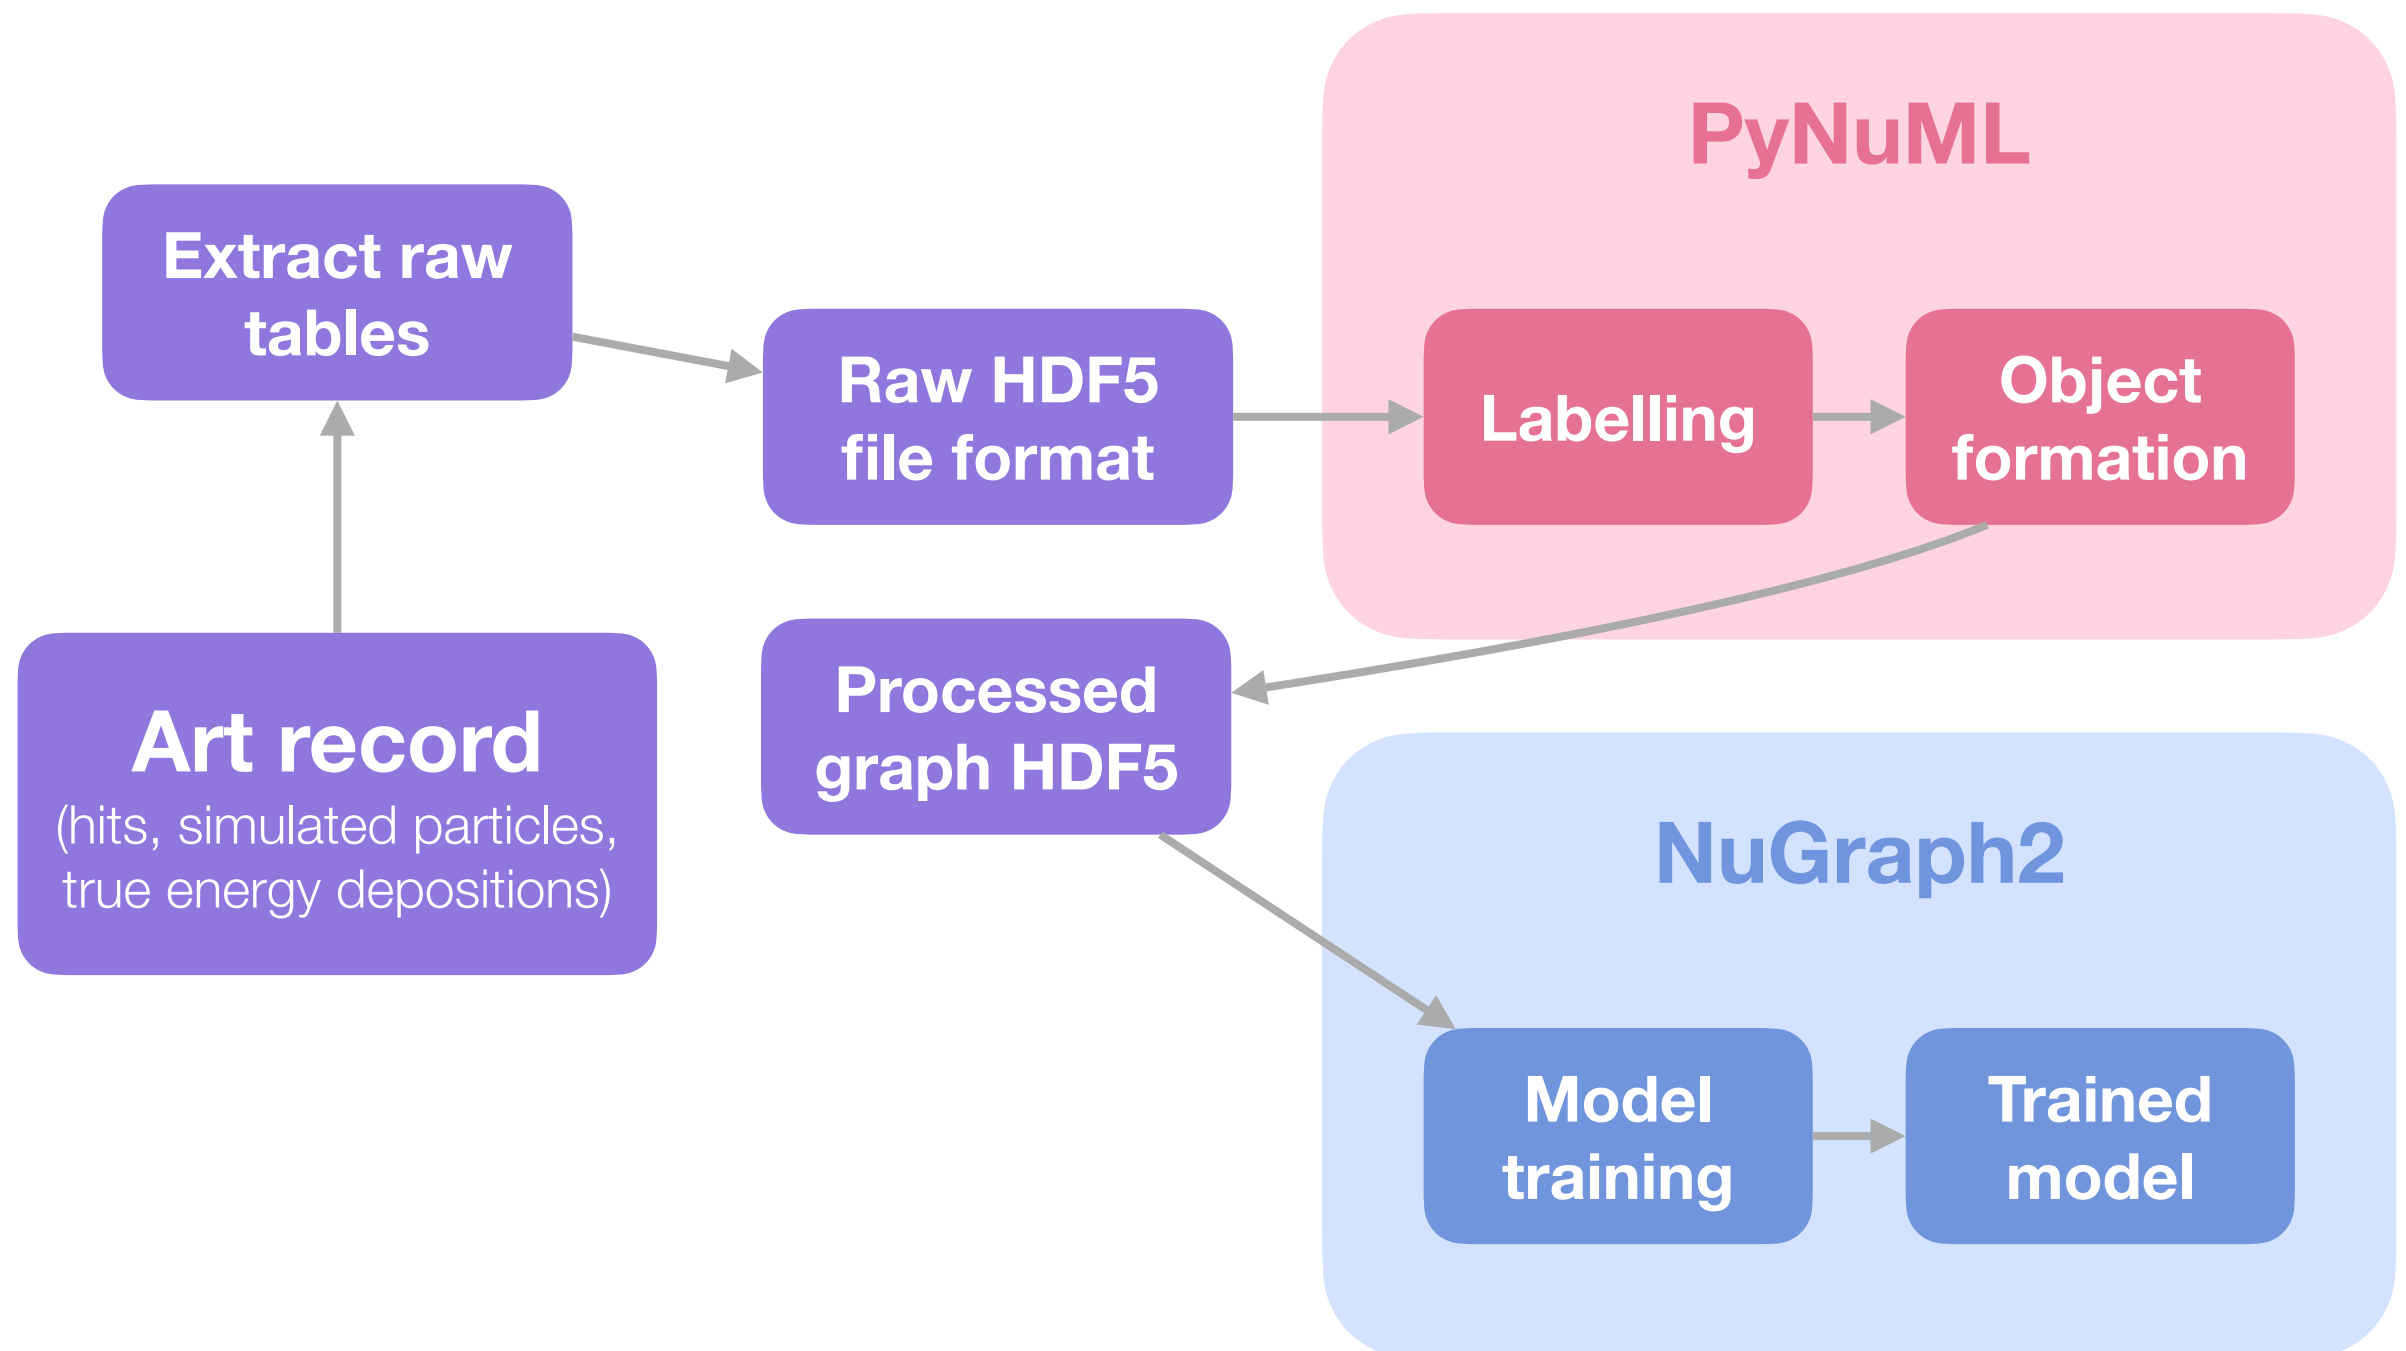 PyNuML
Extract raw
tables
Raw HDF5
file format
Labelling
Object
formation
Art record
(hits, simulated particles,
true energy depositions)
Processed
graph HDF5
NuGraph2
Model
training
Trained
model